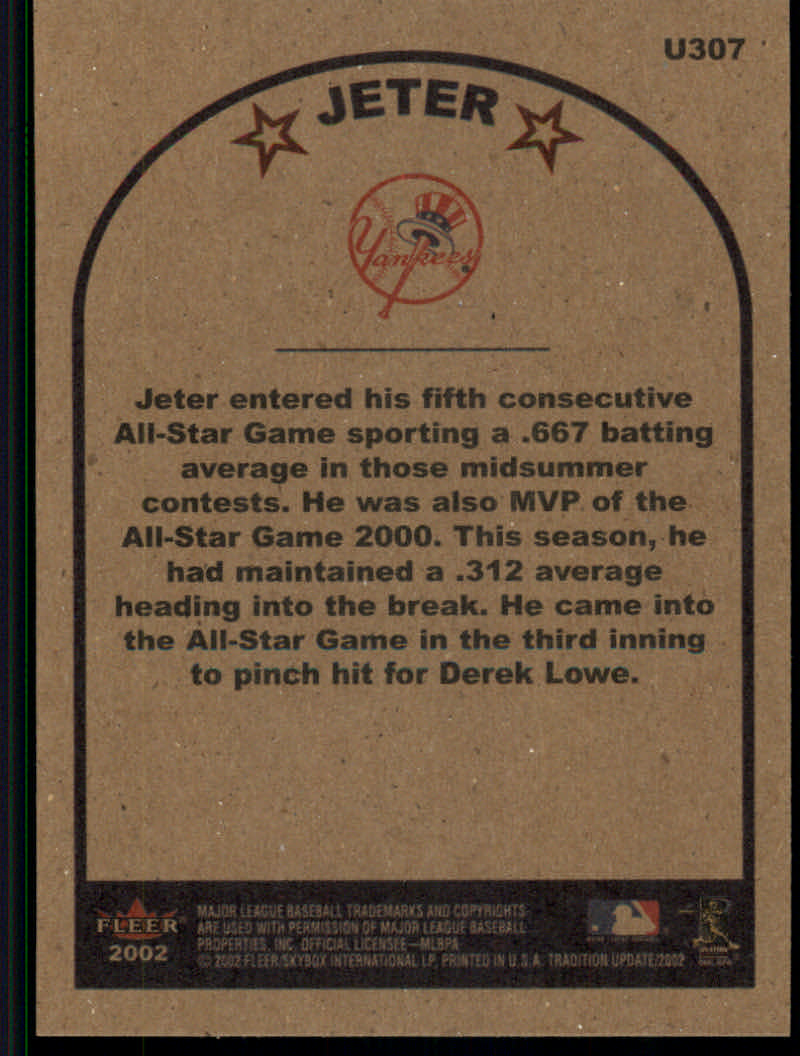 U307
JETER
Yankees
Jeter entered his fifth consecutive
All-Star Game sporting a .667 batting
average in those midsummer
contests. He was also MVP of the
All-Star Game 2000. This season, he
had maintained a .312 average
heading into the break. He came into
the All-Star Game in the third inning
to pinch hit for Derek Lowe.
FLEER®
2002
MAJOR LEAGUE BASEBALL TRADEMARKS AND COPYRIGHTS
ARE USED WITH PERMISSION OF MAJOR LEAGUE BASEBALL
PROPERTIES, INC. OFFICIAL LICENSEE—MLBPA
© 2002 FLEER/SKYBOX INTERNATIONAL LP, PRINTED IN U.S.A. TRADITION UPDATE/2002